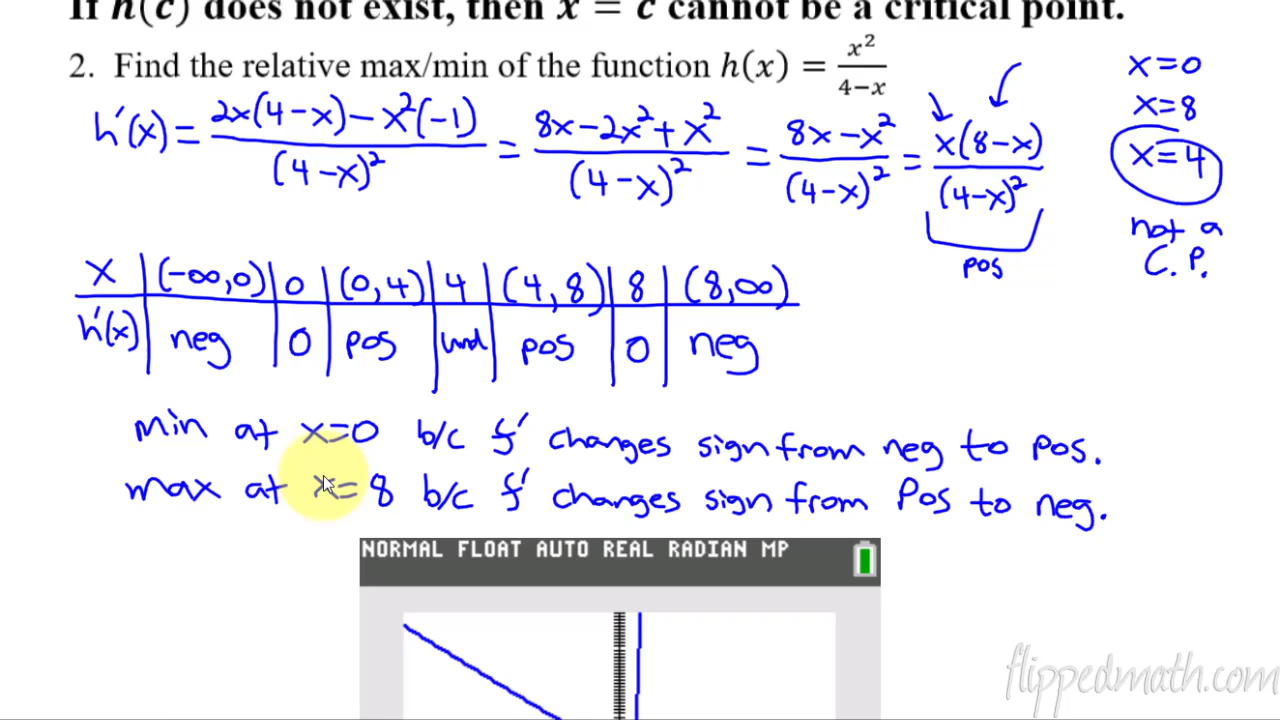 If h(c) does not exist, then x = c cannot be a critical point.
2. Find the relative max/min of the function h(x) = x²/(4−x)
h'(x) = (2x(4−x)−x²(−1))/(4−x)² = (8x−2x²+x²)/(4−x)² = (8x−x²)/(4−x)² = x(8−x)/(4−x)²
pos
x=0
x=8
x=4
not a
C.P.
x | (−∞,0) | 0 | (0,4) | 4 | (4,8) | 8 | (8,∞)
h'(x) | neg | 0 | pos | und | pos | 0 | neg
min at x=0 b/c f' changes sign from neg to pos.
max at x=8 b/c f' changes sign from pos to neg.
NORMAL FLOAT AUTO REAL RADIAN MP
flippedmath.com